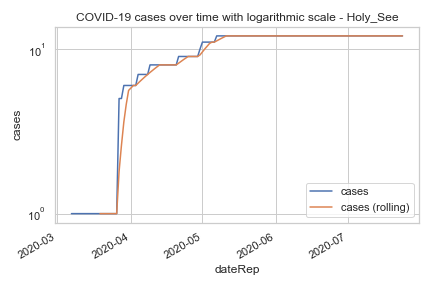 COVID-19 cases over time with logarithmic scale - Holy_See
10¹
10⁰
cases
cases
cases (rolling)
2020-03
2020-04
2020-05
2020-06
2020-07
dateRep